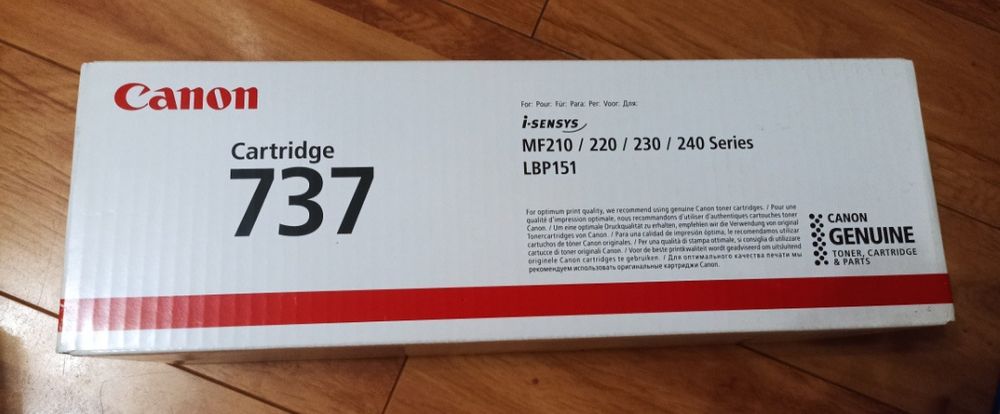 Canon
Cartridge
737
For: Pour: Für: Para: Per: Voor: Для:
i-SENSYS
MF210 / 220 / 230 / 240 Series
LBP151
For optimum print quality, we recommend using genuine Canon toner cartridges. / Pour une
qualité d'impression optimale, nous recommandons d'utiliser d'authentiques cartouches toner
Canon. / Um eine optimale Druckqualität zu erhalten, empfehlen wir die Verwendung von original
Tonercartridges von Canon. / Para una calidad de impresión óptima, le recomendamos utilizar
cartuchos de tóner Canon originales. / Per una qualità di stampa ottimale, si consiglia di utilizzare
cartucce di toner originali Canon. / Voor de beste printkwaliteit wordt geadviseerd om uitsluitend
originele Canon cartridges te gebruiken. / Для оптимального качества печати мы
рекомендуем использовать оригинальные картриджи Canon.
CANON
GENUINE
TONER, CARTRIDGE
& PARTS